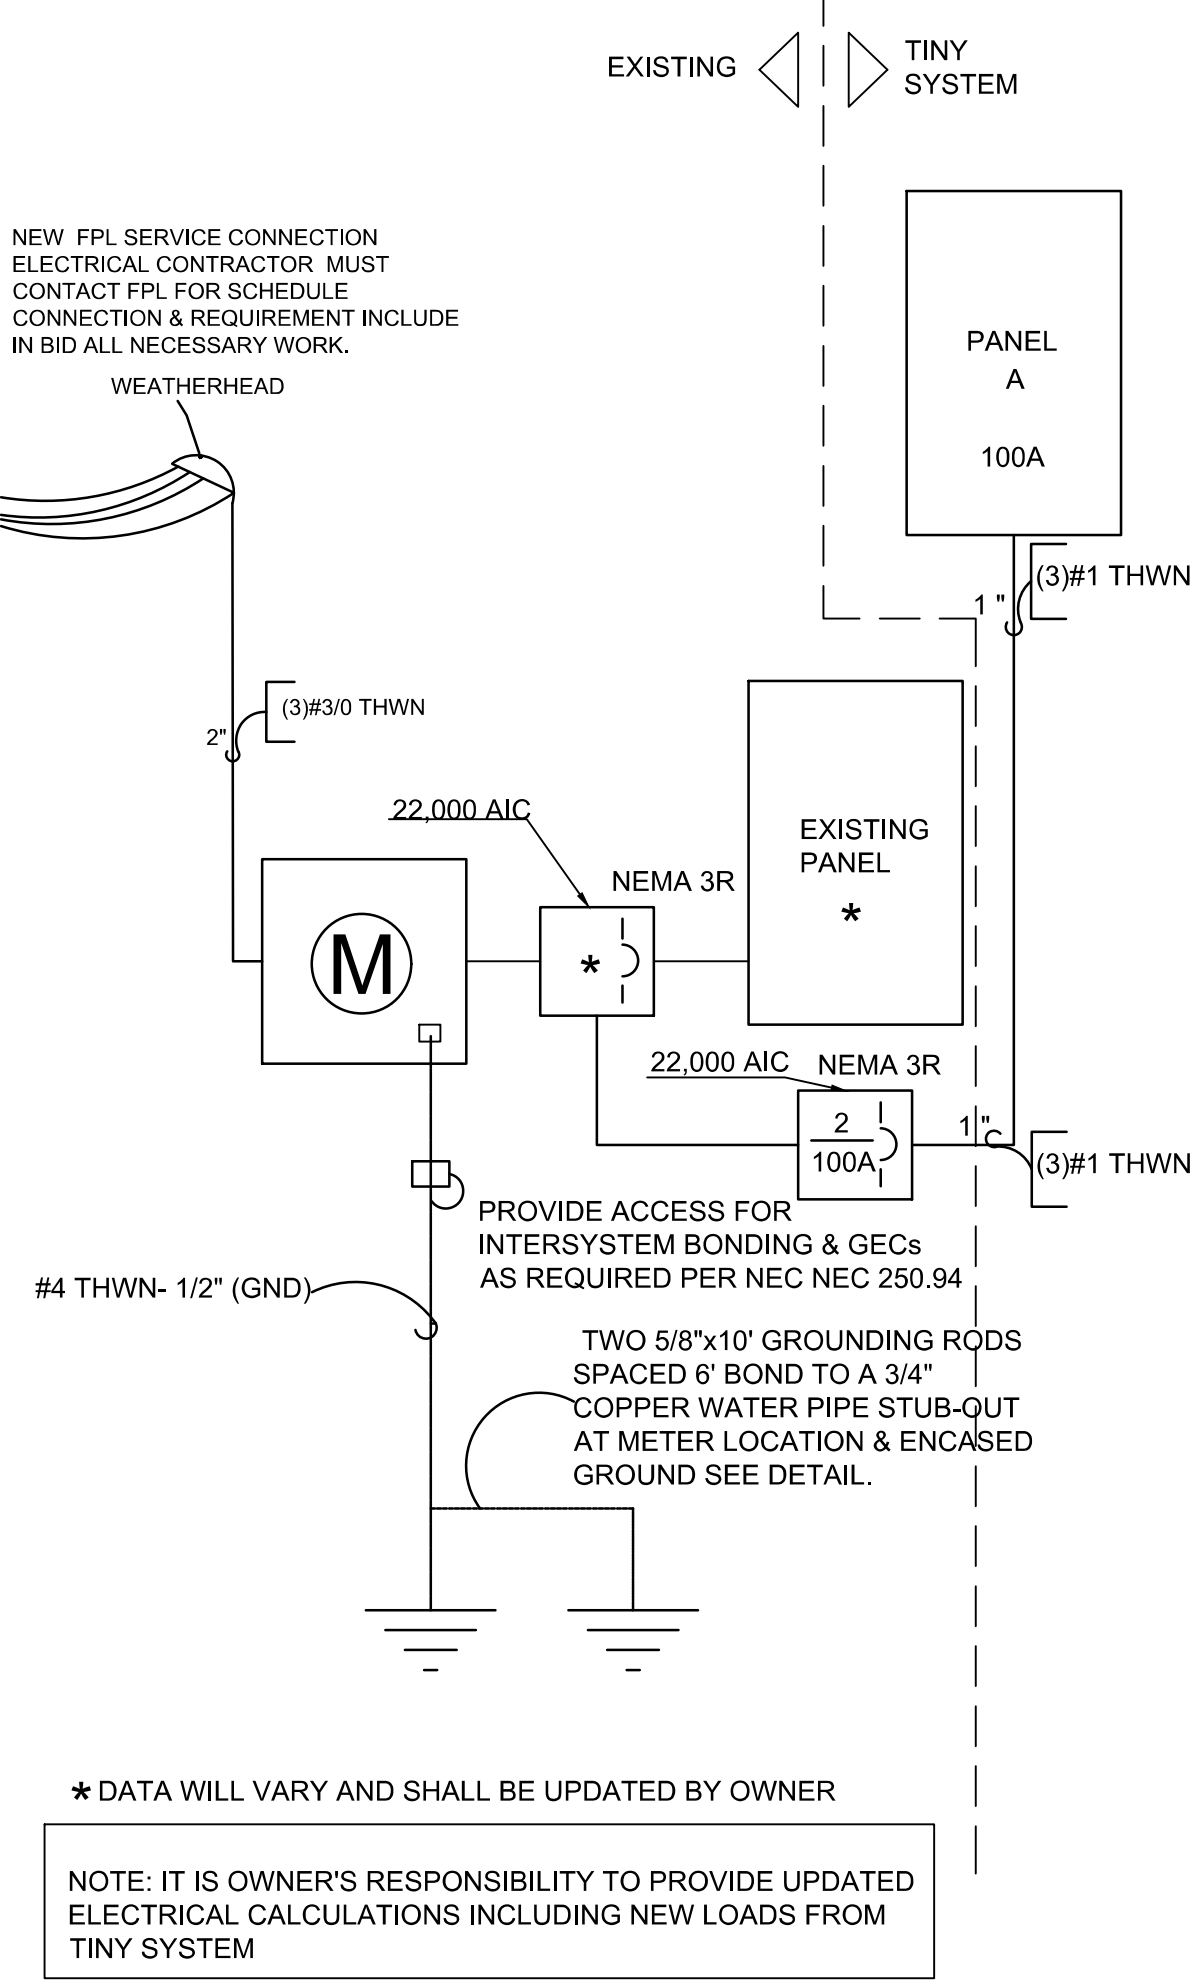 EXISTING
TINY
SYSTEM
NEW FPL SERVICE CONNECTION
ELECTRICAL CONTRACTOR MUST
CONTACT FPL FOR SCHEDULE
CONNECTION & REQUIREMENT INCLUDE
IN BID ALL NECESSARY WORK.
WEATHERHEAD
PANEL
A
100A
(3)#1 THWN
1 "
(3)#3/0 THWN
2"
22,000 AIC
NEMA 3R
EXISTING
PANEL
*
M
*
22,000 AIC
NEMA 3R
2
100A
1 "
(3)#1 THWN
PROVIDE ACCESS FOR
INTERSYSTEM BONDING & GECs
AS REQUIRED PER NEC NEC 250.94
#4 THWN- 1/2" (GND)
TWO 5/8"x10' GROUNDING RODS
SPACED 6' BOND TO A 3/4"
COPPER WATER PIPE STUB-OUT
AT METER LOCATION & ENCASED
GROUND SEE DETAIL.
* DATA WILL VARY AND SHALL BE UPDATED BY OWNER
NOTE: IT IS OWNER'S RESPONSIBILITY TO PROVIDE UPDATED
ELECTRICAL CALCULATIONS INCLUDING NEW LOADS FROM
TINY SYSTEM